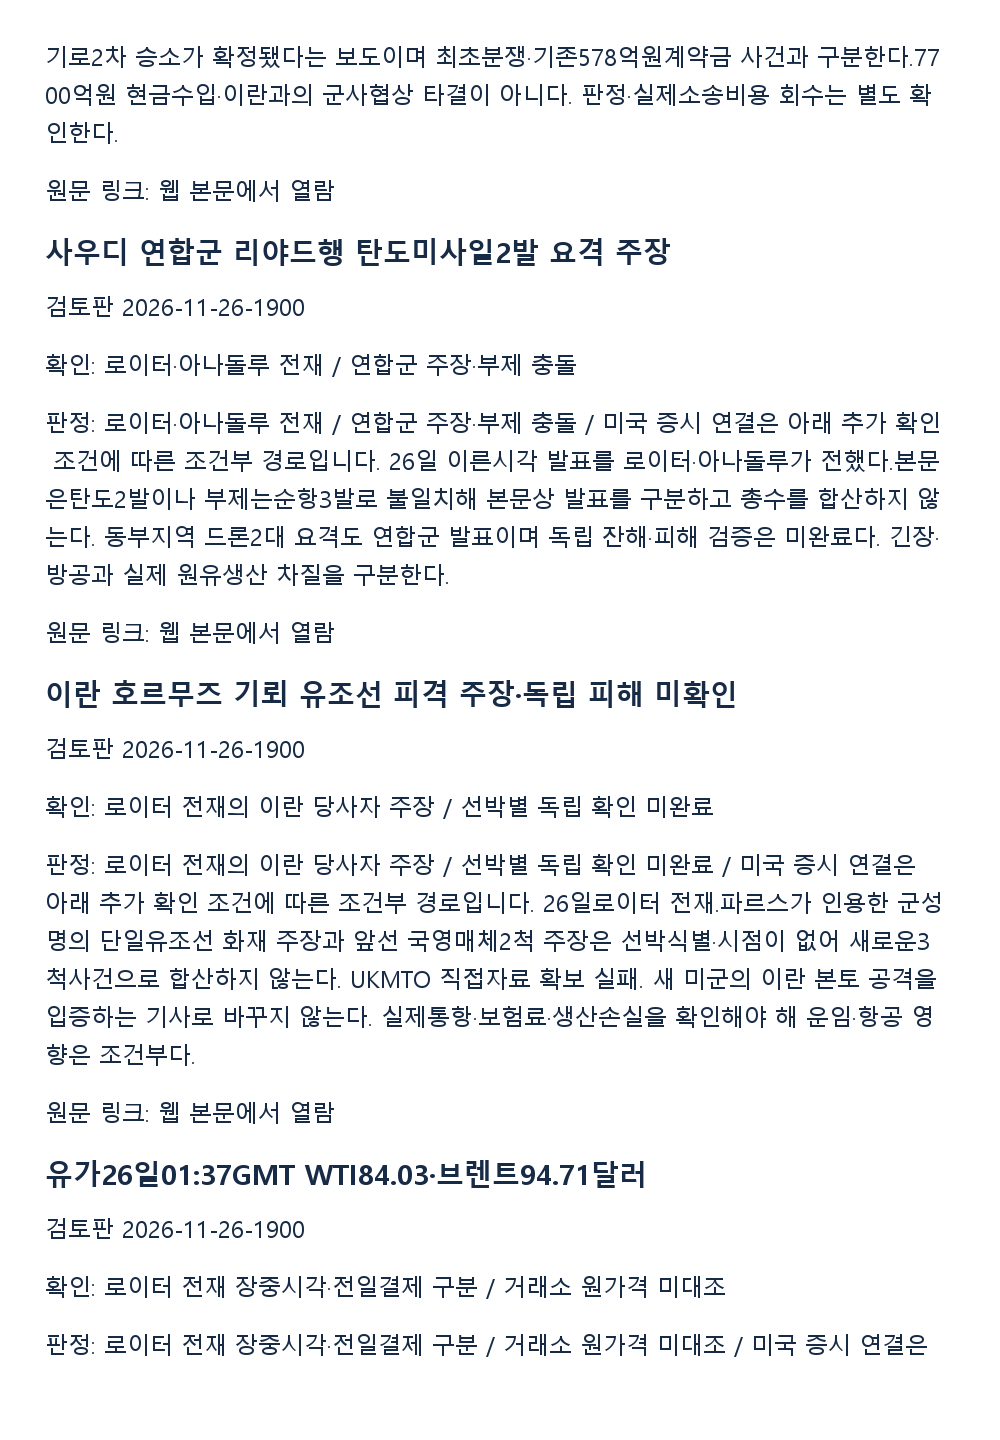 기로2차 승소가 확정됐다는 보도이며 최초분쟁·기존578억원계약금 사건과 구분한다.77
00억원 현금수입·이란과의 군사협상 타결이 아니다. 판정·실제소송비용 회수는 별도 확
인한다.
원문 링크: 웹 본문에서 열람
사우디 연합군 리야드행 탄도미사일2발 요격 주장
검토판 2026-11-26-1900
확인: 로이터·아나돌루 전재 / 연합군 주장·부제 충돌
판정: 로이터·아나돌루 전재 / 연합군 주장·부제 충돌 / 미국 증시 연결은 아래 추가 확인
조건에 따른 조건부 경로입니다. 26일 이른시각 발표를 로이터·아나돌루가 전했다.본문
은탄도2발이나 부제는순항3발로 불일치해 본문상 발표를 구분하고 총수를 합산하지 않
는다. 동부지역 드론2대 요격도 연합군 발표이며 독립 잔해·피해 검증은 미완료다. 긴장·
방공과 실제 원유생산 차질을 구분한다.
원문 링크: 웹 본문에서 열람
이란 호르무즈 기뢰 유조선 피격 주장·독립 피해 미확인
검토판 2026-11-26-1900
확인: 로이터 전재의 이란 당사자 주장 / 선박별 독립 확인 미완료
판정: 로이터 전재의 이란 당사자 주장 / 선박별 독립 확인 미완료 / 미국 증시 연결은
아래 추가 확인 조건에 따른 조건부 경로입니다. 26일로이터 전재.파르스가 인용한 군성
명의 단일유조선 화재 주장과 앞선 국영매체2척 주장은 선박식별·시점이 없어 새로운3
척사건으로 합산하지 않는다. UKMTO 직접자료 확보 실패. 새 미군의 이란 본토 공격을
입증하는 기사로 바꾸지 않는다. 실제통항·보험료·생산손실을 확인해야 해 운임·항공 영
향은 조건부다.
원문 링크: 웹 본문에서 열람
유가26일01:37GMT WTI84.03·브렌트94.71달러
검토판 2026-11-26-1900
확인: 로이터 전재 장중시각·전일결제 구분 / 거래소 원가격 미대조
판정: 로이터 전재 장중시각·전일결제 구분 / 거래소 원가격 미대조 / 미국 증시 연결은